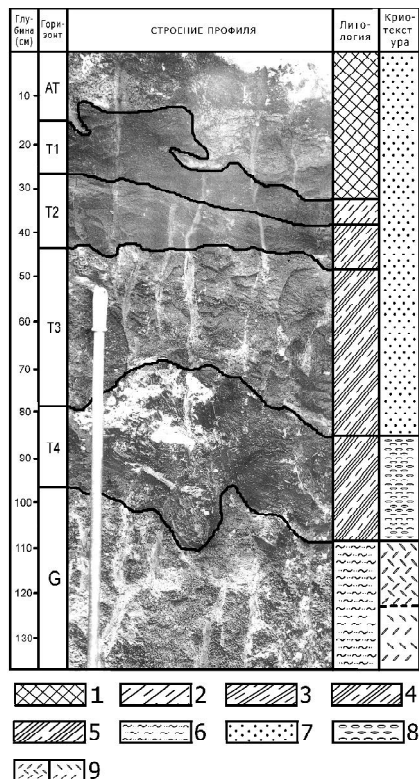 Глу-
бина
(см)
Гори-
зонт
СТРОЕНИЕ ПРОФИЛЯ
Лито-
логия
Крио-
текст
ура
10
20
30
40
50
60
70
80
90
100
110
120
130
AT
T1
T2
T3
T4
G
1
2
3
4
5
6
7
8
9